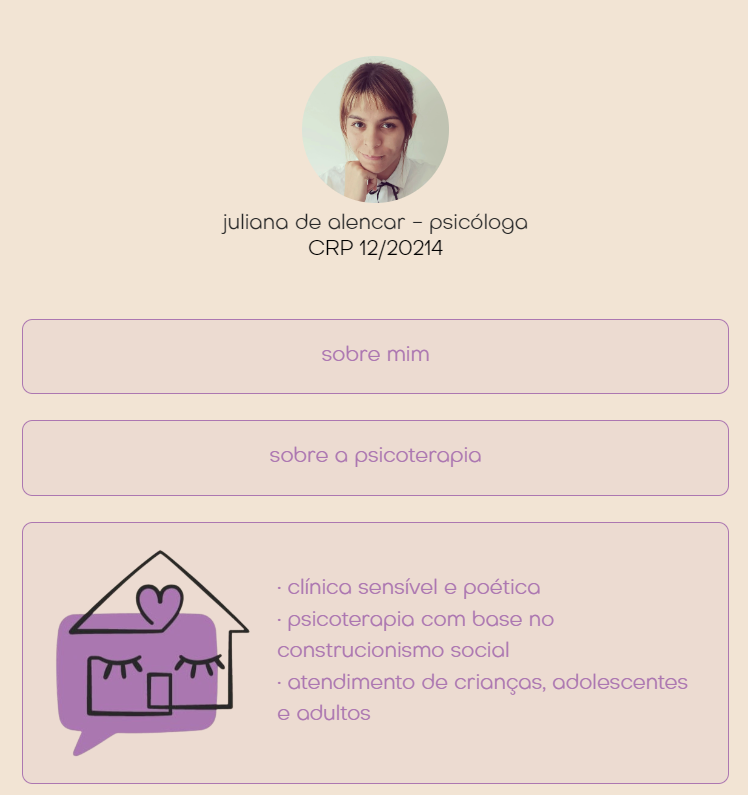 juliana de alencar – psicóloga
CRP 12/20214
sobre mim
sobre a psicoterapia
· clínica sensível e poética
· psicoterapia com base no
construcionismo social
· atendimento de crianças, adolescentes
e adultos